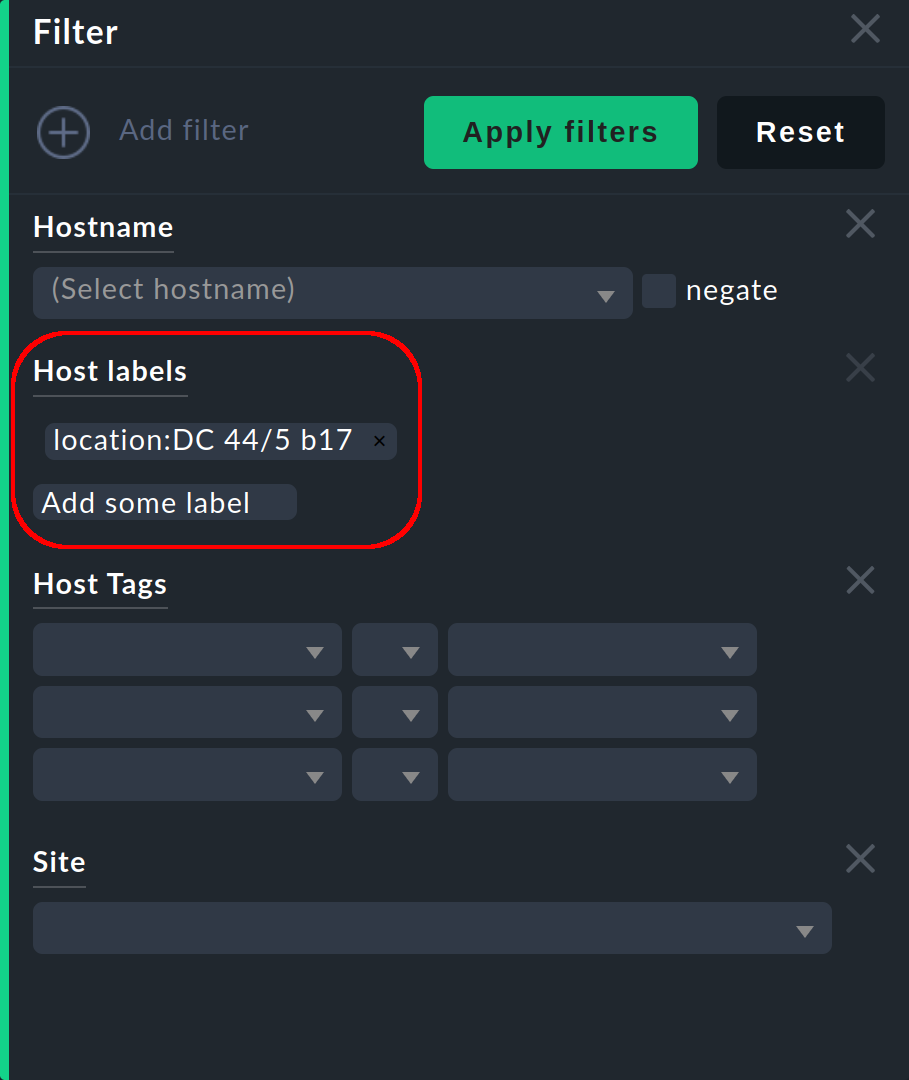 Filter
Add filter
Apply filters
Reset
Hostname
(Select hostname)
negate
Host labels
location:DC 44/5 b17 ×
Add some label
Host Tags
Site